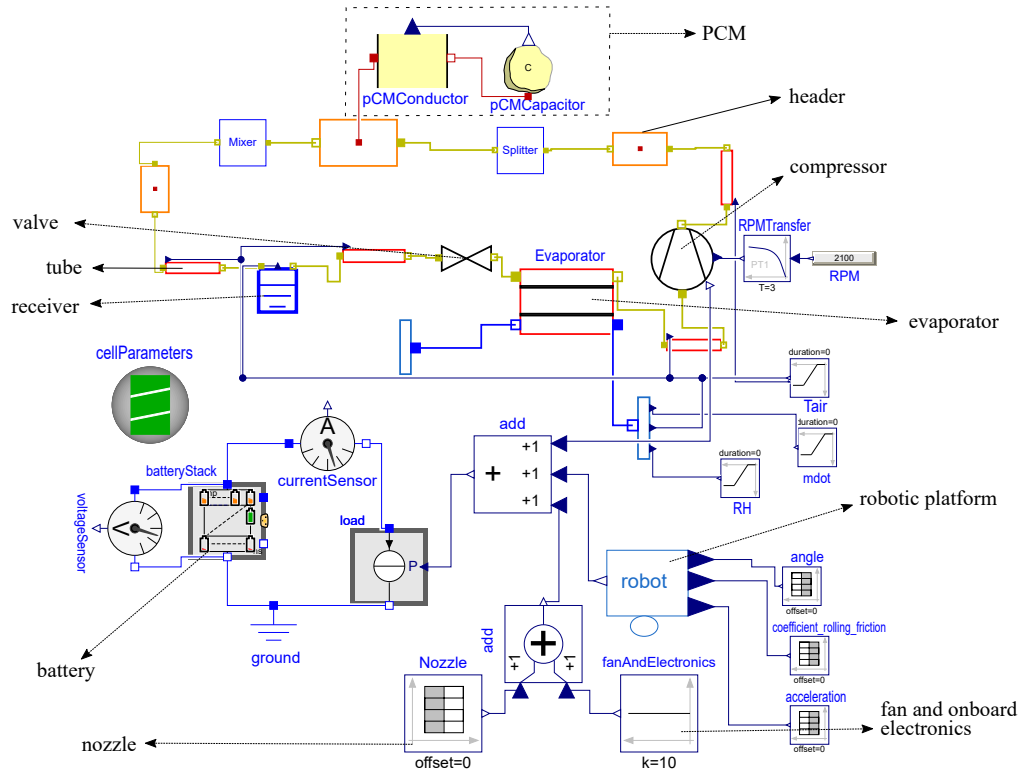 PCM
C
pCMConductor
pCMCapacitor
header
Mixer
Splitter
compressor
valve
RPMTransfer
Evaporator
tube
PT1
2100
RPM
T=3
receiver
evaporator
cellParameters
duration=0
Tair
duration=0
add
A
+1
batteryStack
currentSensor
duration=0
mdot
+
+1
voltageSensor
V
+1
RH
robotic platform
load
P
angle
robot
offset=0
coefficient_rolling_friction
add
+
ground
+1
+1
offset=0
battery
Nozzle
fanAndElectronics
acceleration
fan and onboard
electronics
nozzle
offset=0
k=10
offset=0